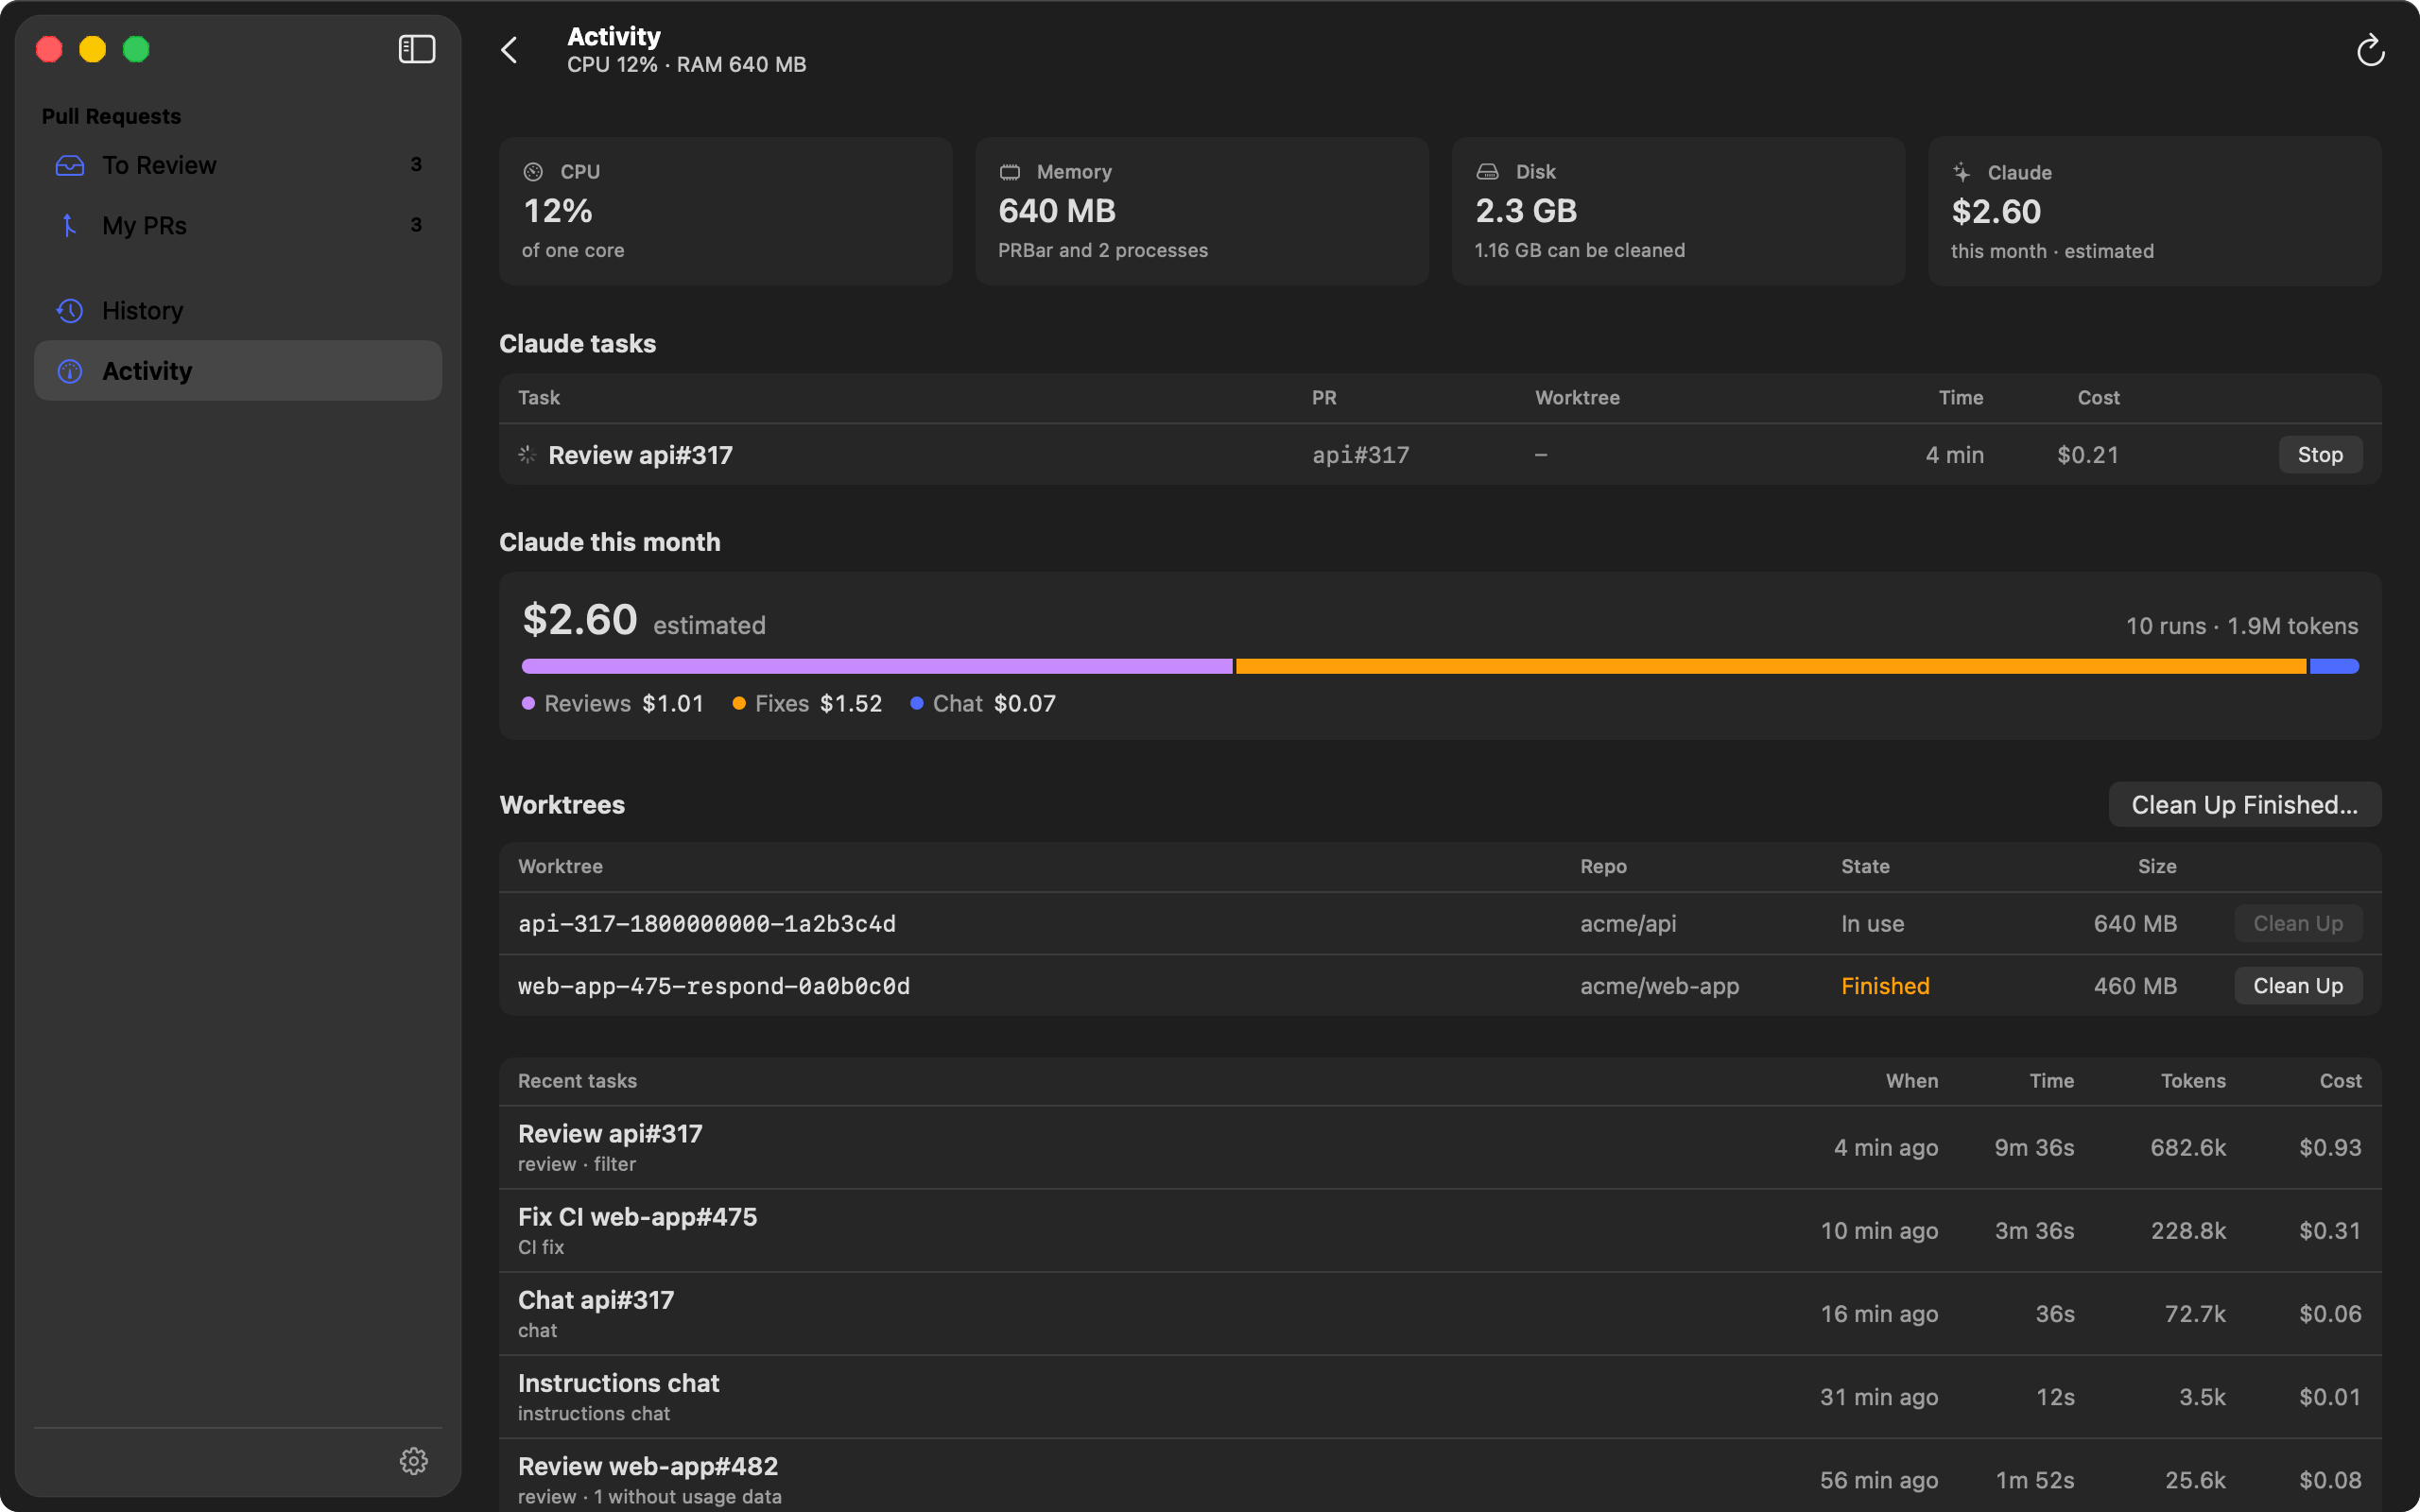 Activity
CPU 12% · RAM 640 MB
Pull Requests
To Review 3
My PRs 3
History
Activity
CPU
12%
of one core
Memory
640 MB
PRBar and 2 processes
Disk
2.3 GB
1.16 GB can be cleaned
Claude
$2.60
this month · estimated
Claude tasks
Task PR Worktree Time Cost
Review api#317 api#317 – 4 min $0.21 Stop
Claude this month
$2.60 estimated 10 runs · 1.9M tokens
Reviews $1.01 Fixes $1.52 Chat $0.07
Worktrees Clean Up Finished...
Worktree Repo State Size
api-317-1800000000-1a2b3c4d acme/api In use 640 MB Clean Up
web-app-475-respond-0a0b0c0d acme/web-app Finished 460 MB Clean Up
Recent tasks When Time Tokens Cost
Review api#317 4 min ago 9m 36s 682.6k $0.93
review · filter
Fix CI web-app#475 10 min ago 3m 36s 228.8k $0.31
CI fix
Chat api#317 16 min ago 36s 72.7k $0.06
chat
Instructions chat 31 min ago 12s 3.5k $0.01
instructions chat
Review web-app#482 56 min ago 1m 52s 25.6k $0.08
review · 1 without usage data